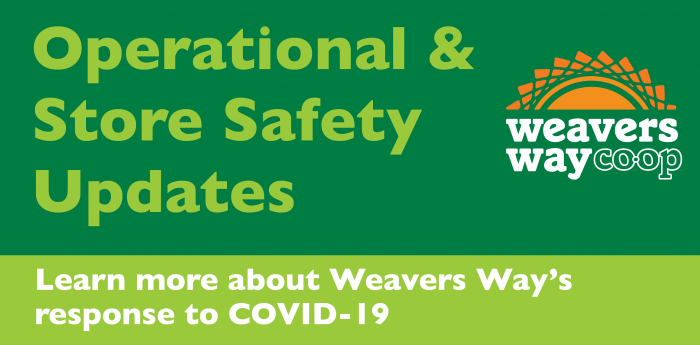 Operational &
Store Safety
Updates
weavers
way co-op
Learn more about Weavers Way’s
response to COVID-19